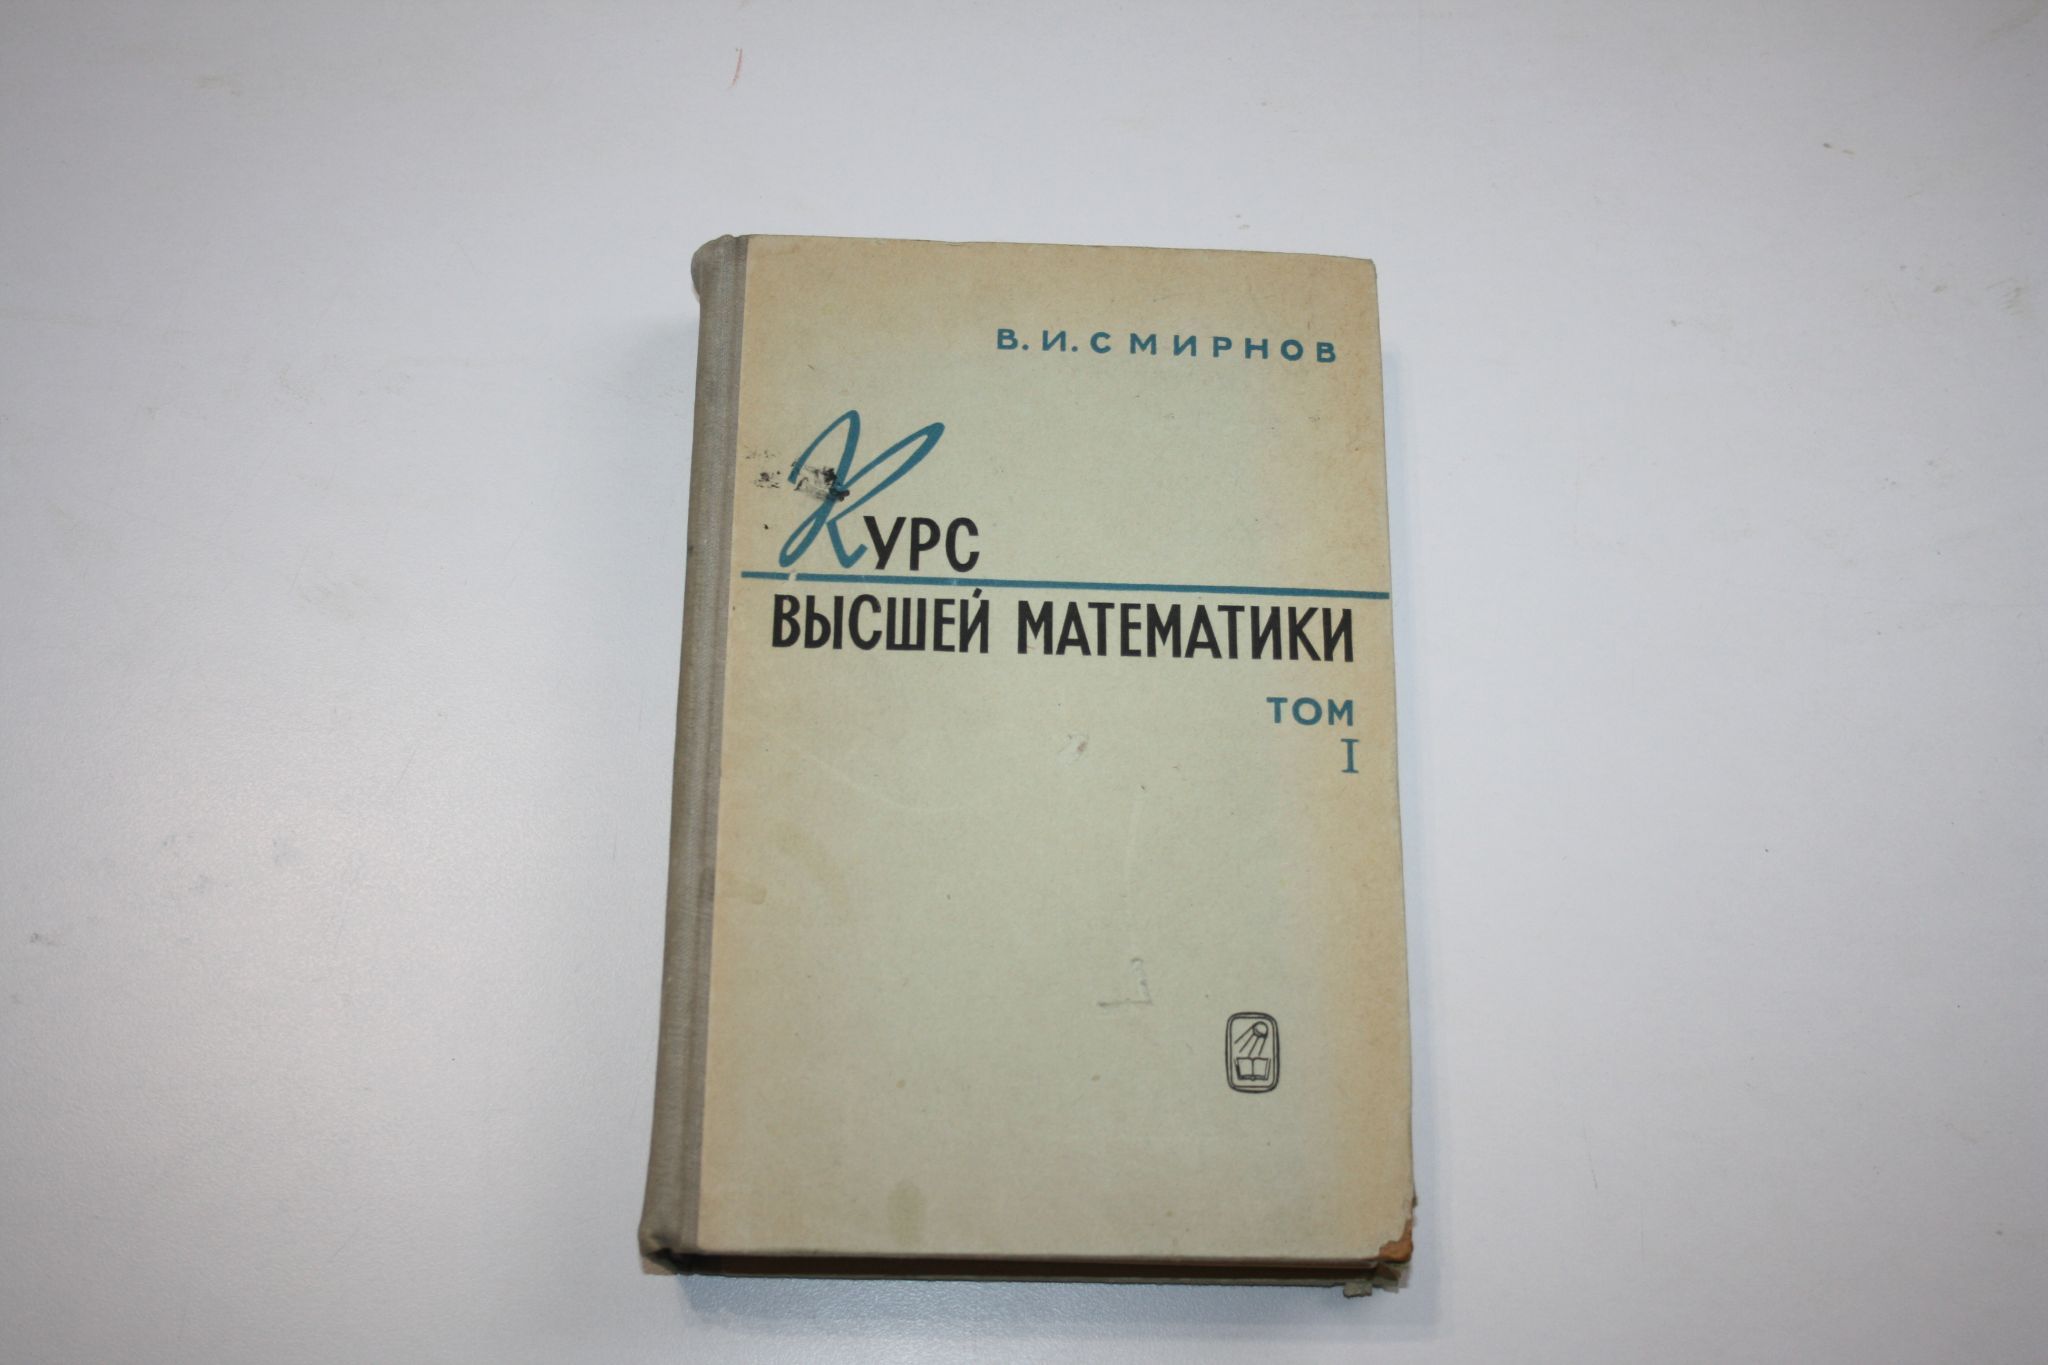 В. И. СМИРНОВ
Курс
ВЫСШЕЙ МАТЕМАТИКИ
ТОМ
I